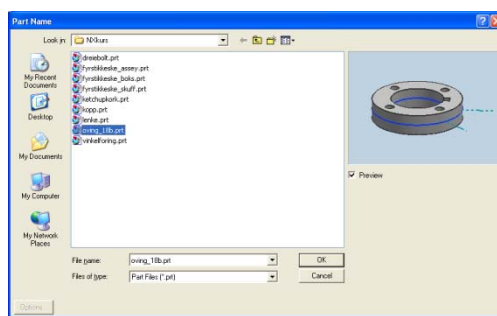 Part Name
Look in: NXkurs
dreiebolt.prt
fyrstikkeske_assey.prt
fyrstikkeske_boks.prt
fyrstikkeske_skuff.prt
ketchupkork.prt
kopp.prt
lenke.prt
oving_18b.prt
vinkelforing.prt
My Recent
Documents
Desktop
My Documents
My Computer
My Network
Places
Preview
File name: oving_18b.prt OK
Files of type: Part Files (*.prt) Cancel
Options